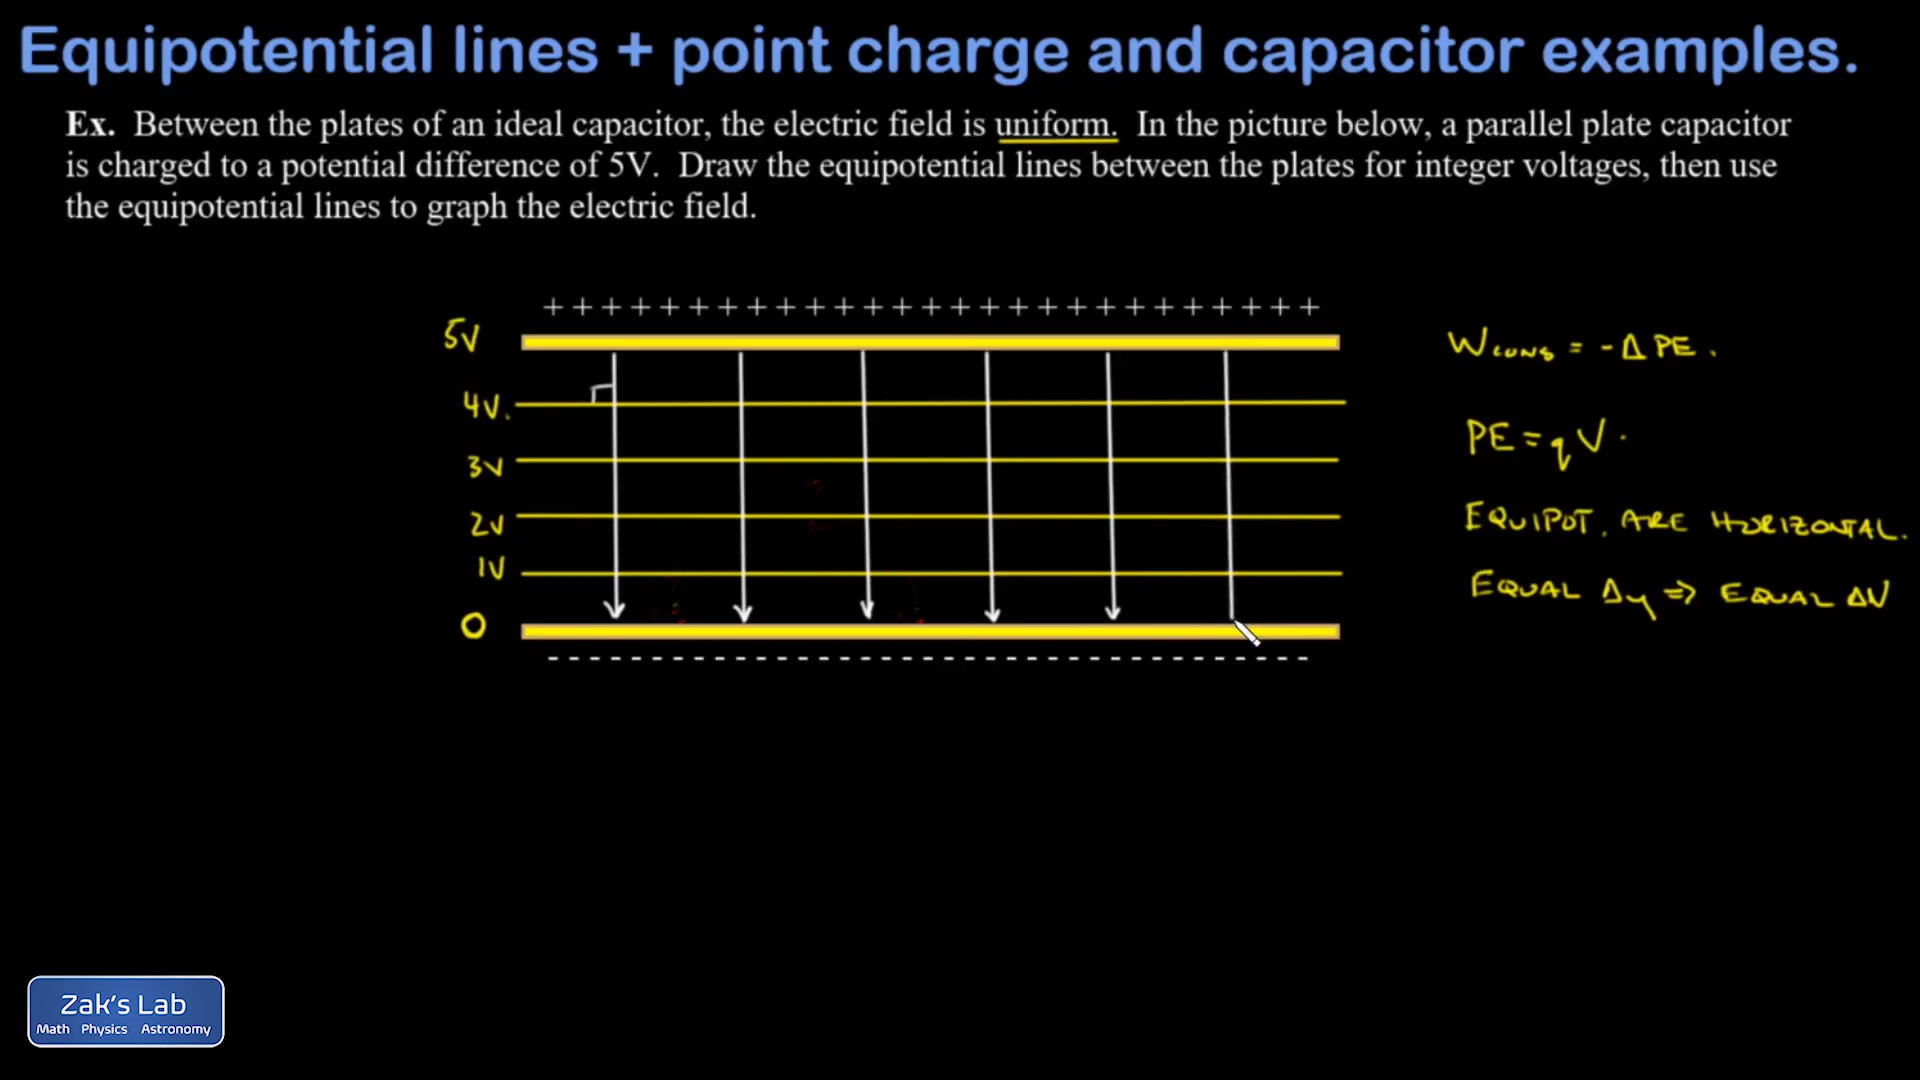 Equipotential lines + point charge and capacitor examples.
Ex. Between the plates of an ideal capacitor, the electric field is uniform. In the picture below, a parallel plate capacitor
is charged to a potential difference of 5V. Draw the equipotential lines between the plates for integer voltages, then use
the equipotential lines to graph the electric field.
+ + + + + + + + + + + + + + + + + + + + + + + + + + +
5V
4V.
3V
2V
1V
0
- - - - - - - - - - - - - - - - - - - - - - - - - - - - - - - - - - - - -
Wcons = -Δ PE.
PE = qV.
EQUIPOT. ARE HORIZONTAL.
EQUAL Δy => EQUAL ΔV
Zak's Lab
Math Physics Astronomy